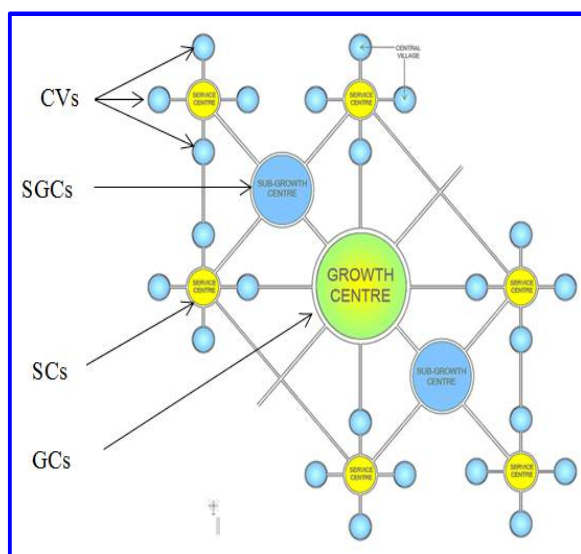 CENTRAL
VILLAGE
CVs
SERVICE
CENTRE
SERVICE
CENTRE
SGCs
SUB-GROWTH
CENTRE
GROWTH
CENTRE
SERVICE
CENTRE
SERVICE
CENTRE
SCs
SUB-GROWTH
CENTRE
GCs
SERVICE
CENTRE
SERVICE
CENTRE